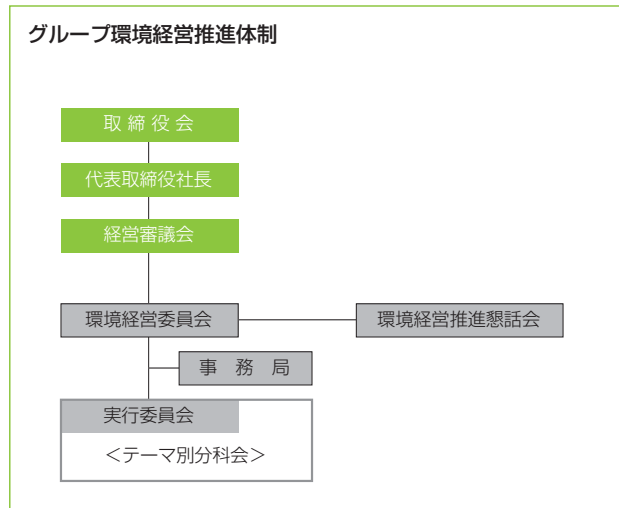 グループ環境経営推進体制
取 締 役 会
代表取締役社長
経営審議会
環境経営委員会
環境経営推進懇話会
事 務 局
実行委員会
＜テーマ別分科会＞